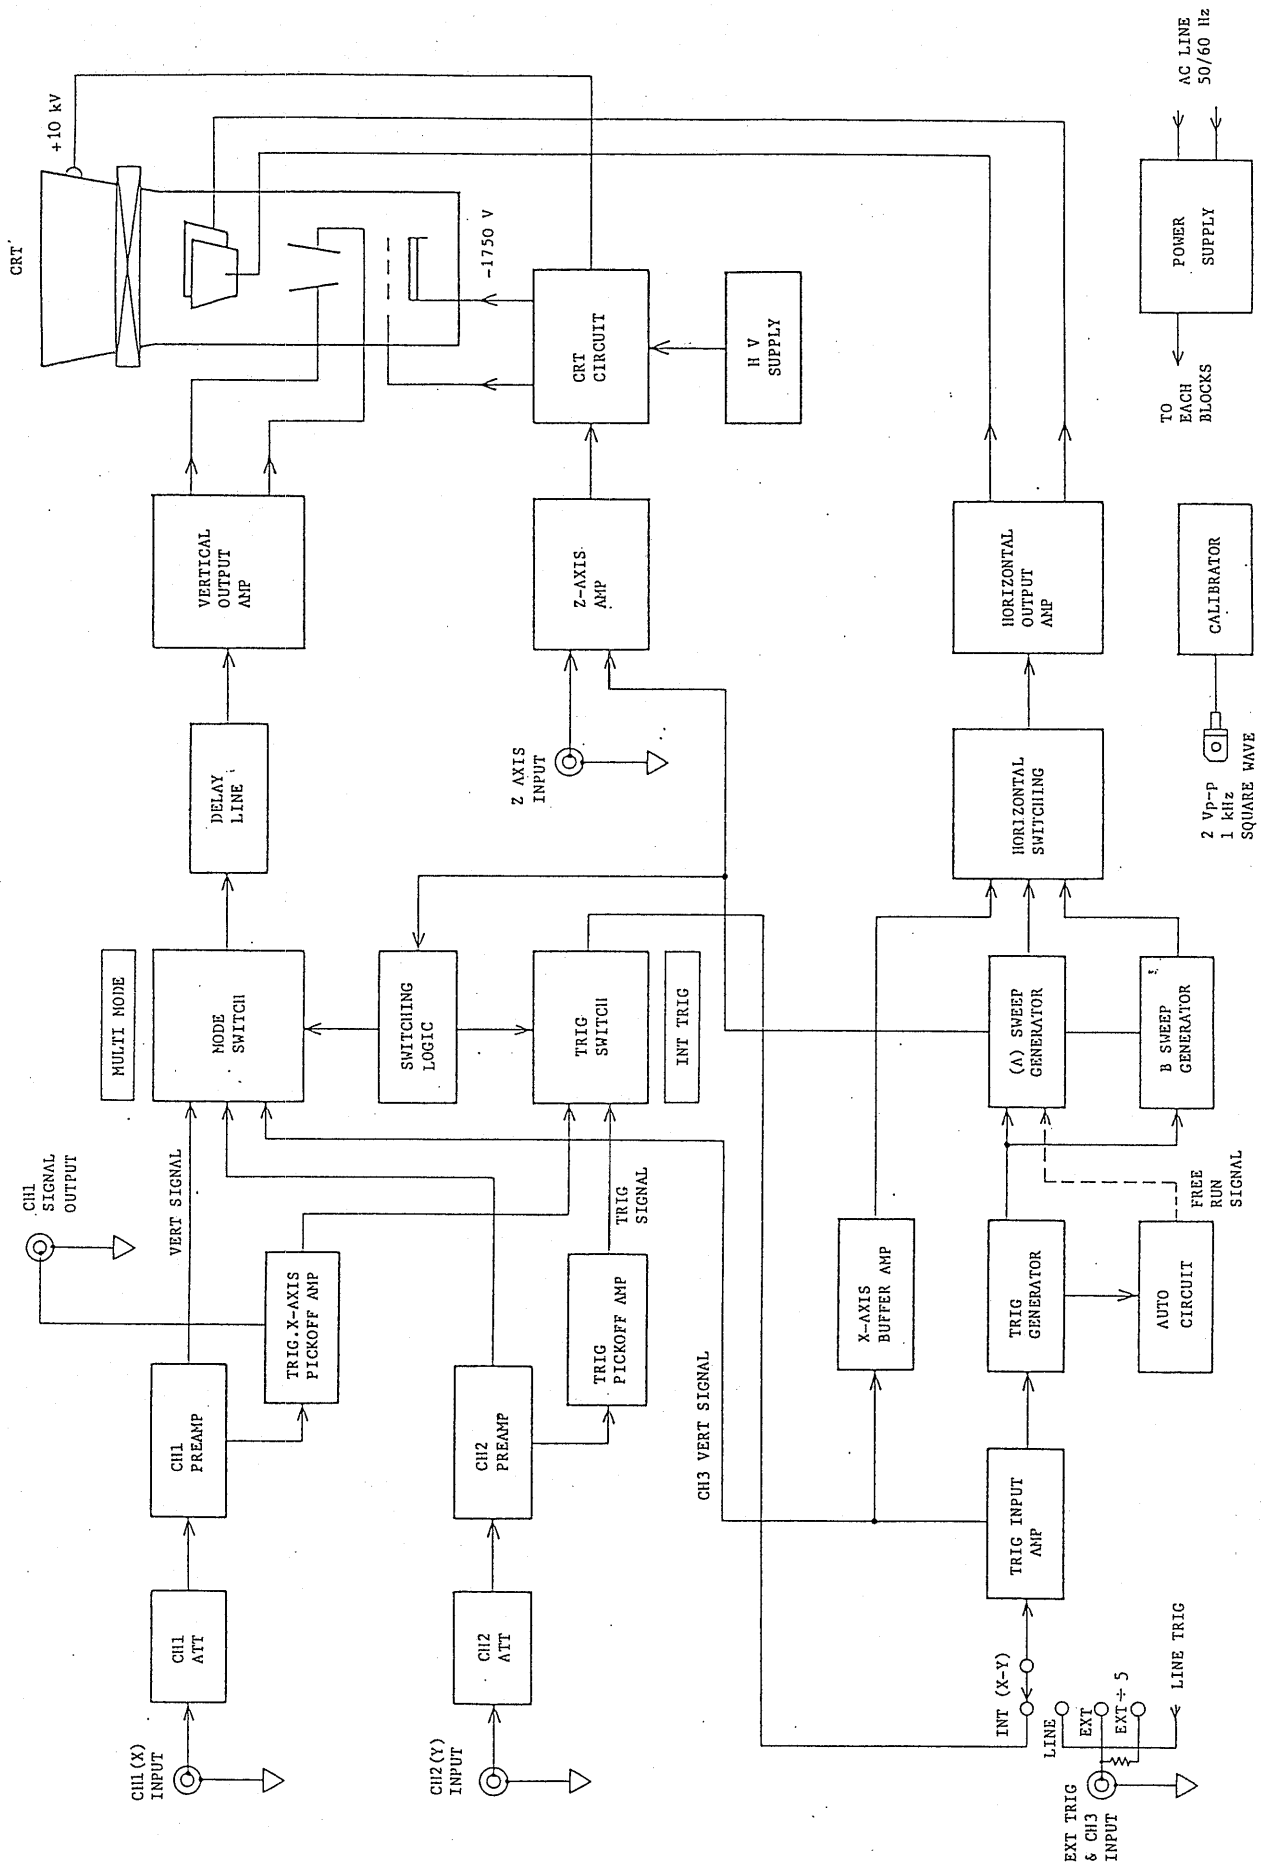 CH1(X)
INPUT
CH1
ATT
CH1
PREAMP
VERT SIGNAL
CH1
SIGNAL
OUTPUT
TRIG.X-AXIS
PICKOFF AMP
MULTI MODE
MODE
SWITCH
DELAY
LINE
VERTICAL
OUTPUT
AMP
CRT
+10 kV
-1750 V
CH2(Y)
INPUT
CH2
ATT
CH2
PREAMP
TRIG
PICKOFF AMP
TRIG
SIGNAL
SWITCHING
LOGIC
TRIG
SWITCH
INT TRIG
Z AXIS
INPUT
Z-AXIS
AMP
CRT
CIRCUIT
H V
SUPPLY
CH3 VERT SIGNAL
X-AXIS
BUFFER AMP
INT (X-Y)
LINE
EXT
EXT÷5
LINE TRIG
EXT TRIG
& CH3
INPUT
TRIG INPUT
AMP
TRIG
GENERATOR
AUTO
CIRCUIT
FREE
RUN
SIGNAL
(A) SWEEP
GENERATOR
B SWEEP
GENERATOR
HORIZONTAL
SWITCHING
HORIZONTAL
OUTPUT
AMP
2 Vp-p
1 kHz
SQUARE WAVE
CALIBRATOR
TO
EACH
BLOCKS
POWER
SUPPLY
AC LINE
50/60 Hz